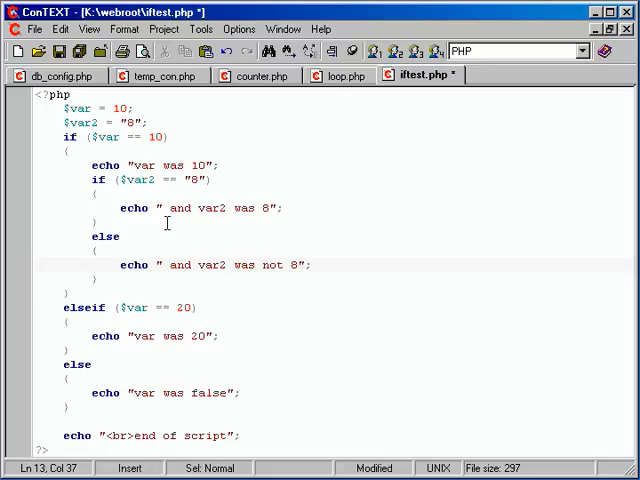 ConTEXT - [K:\webroot\iftest.php *]
File Edit View Format Project Tools Options Window Help
1 2 3 4 PHP
db_config.php temp_con.php counter.php loop.php iftest.php *
<?php
$var = 10;
$var2 = "8";
if ($var == 10)
{
echo "var was 10";
if ($var2 == "8")
{
echo " and var2 was 8";
}
else
{
echo " and var2 was not 8";
}
}
elseif ($var == 20)
{
echo "var was 20";
}
else
{
echo "var was false";
}
echo "<br>end of script";
?>
Ln 13, Col 37 Insert Sel: Normal Modified UNIX File size: 297